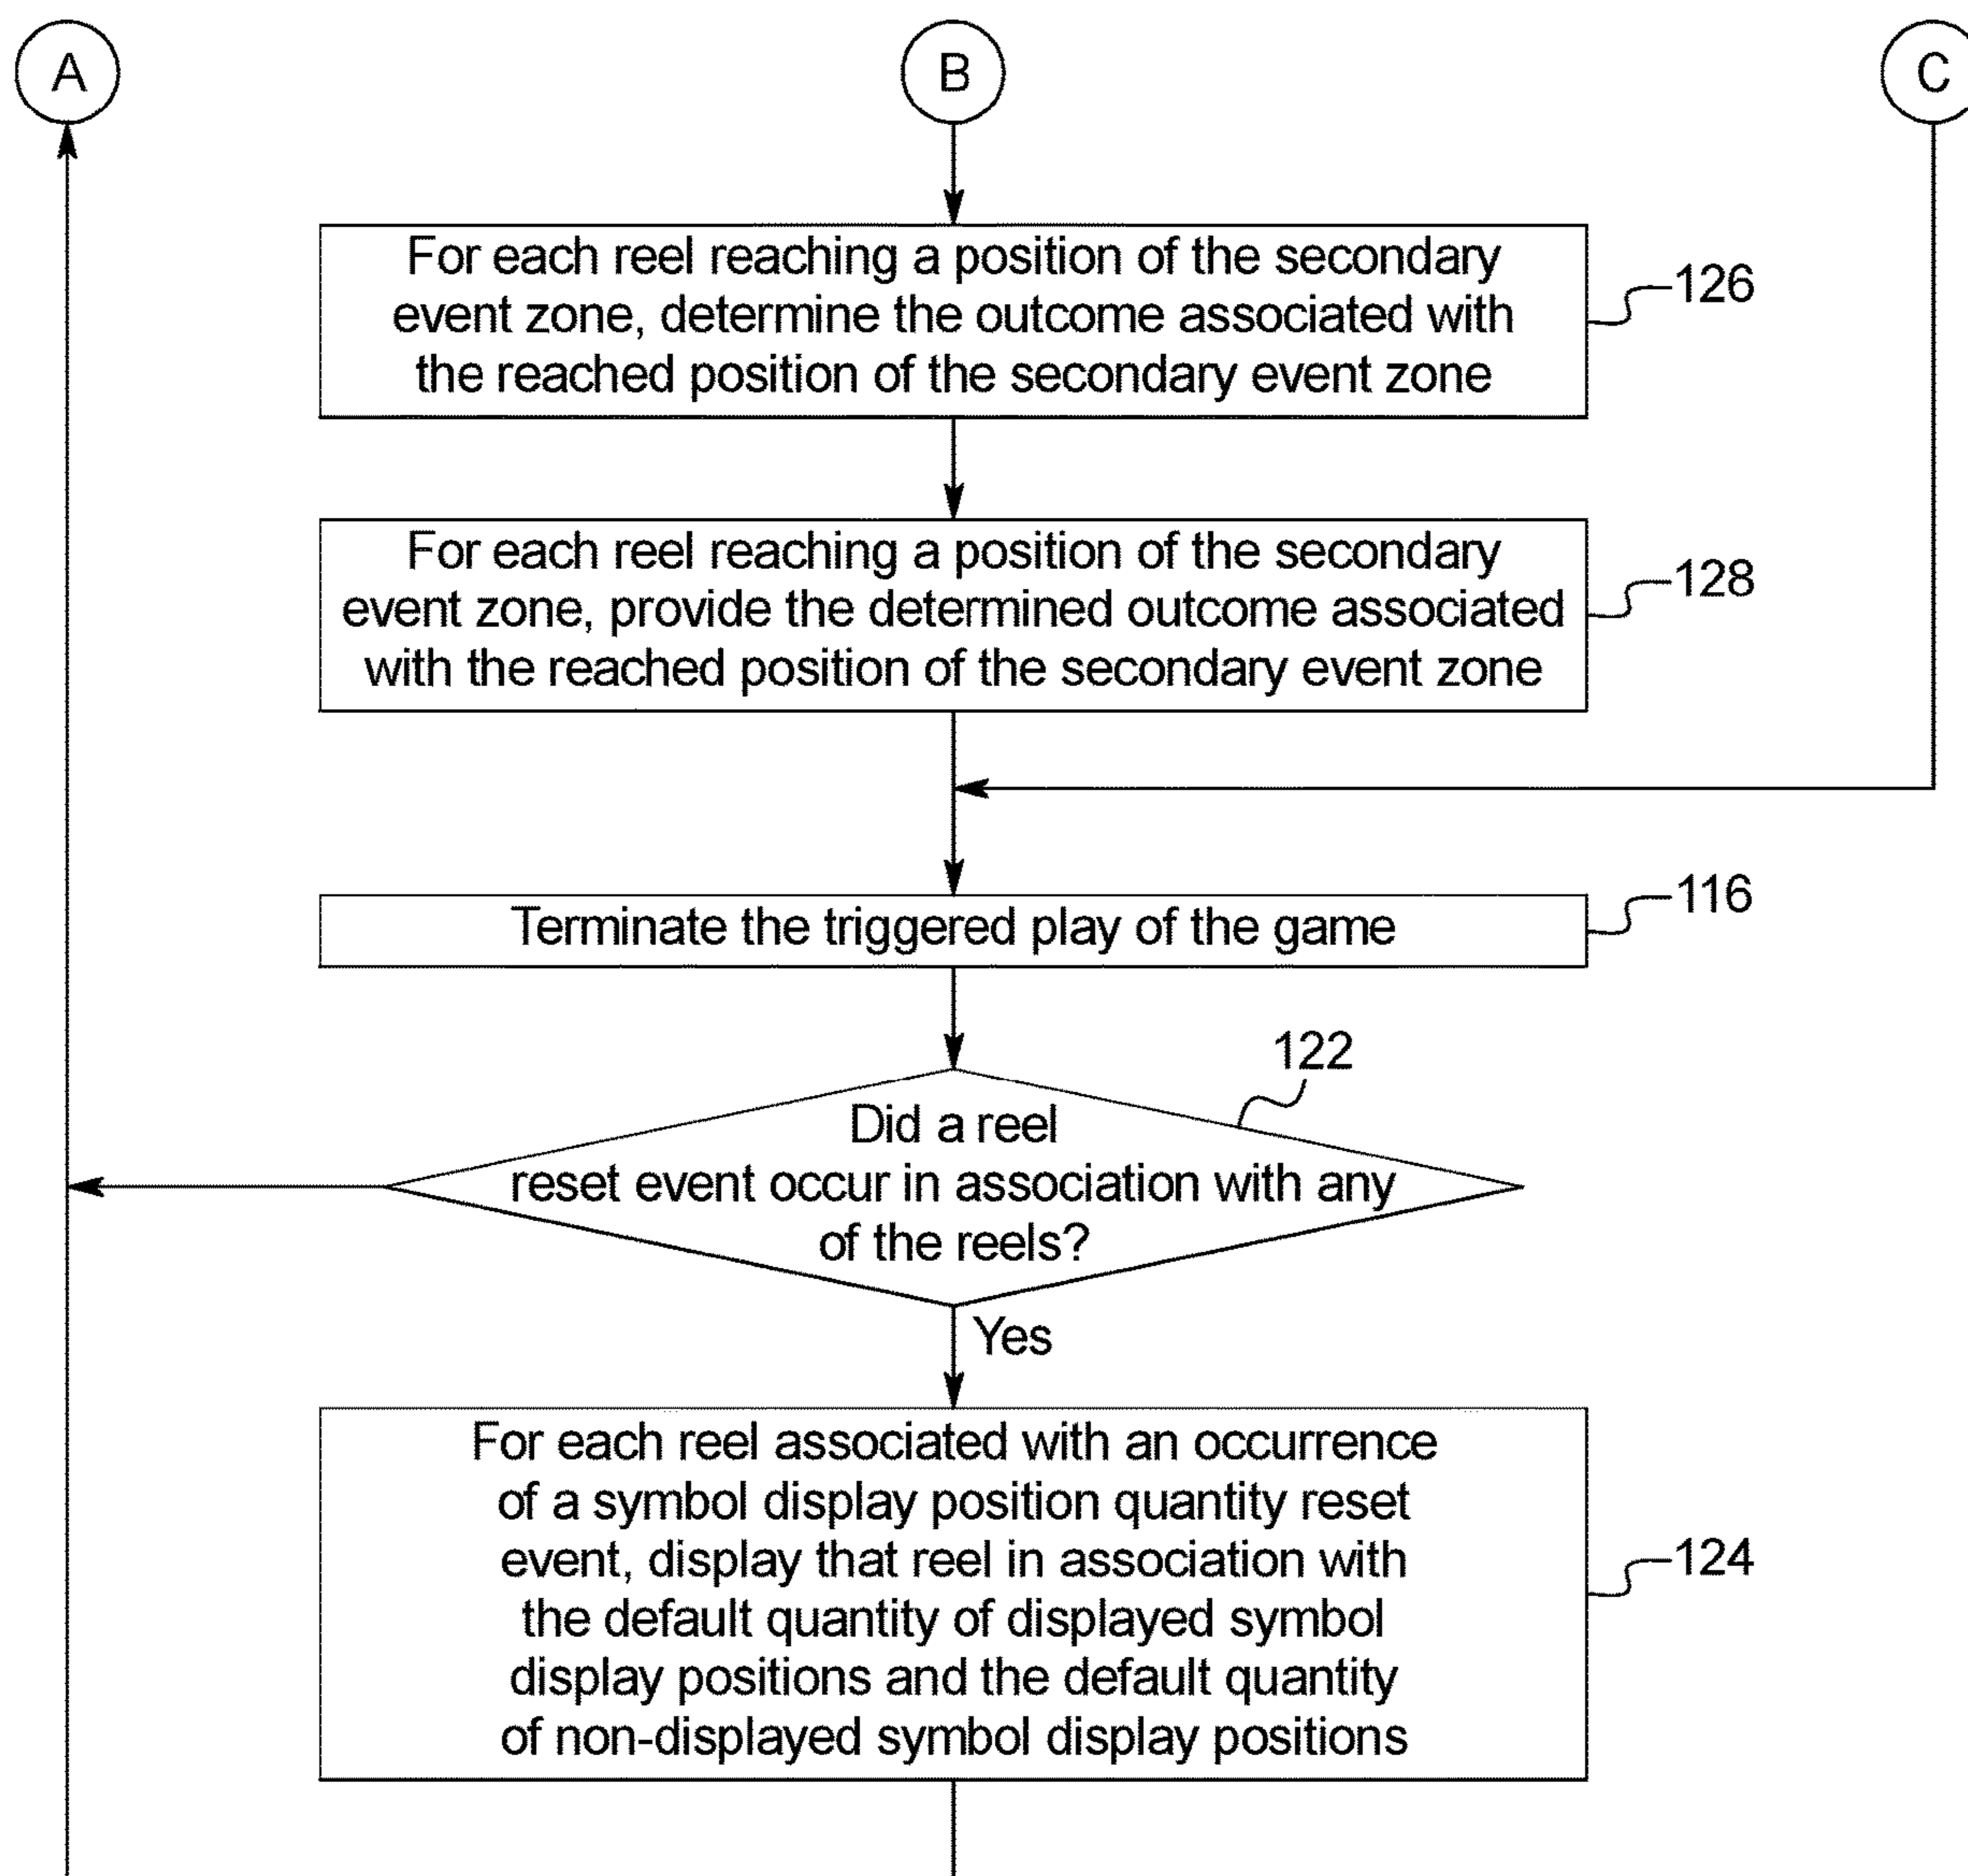 A
B
C
For each reel reaching a position of the secondary
event zone, determine the outcome associated with
the reached position of the secondary event zone
126
For each reel reaching a position of the secondary
event zone, provide the determined outcome associated
with the reached position of the secondary event zone
128
Terminate the triggered play of the game
116
122
Did a reel
reset event occur in association with any
of the reels?
Yes
For each reel associated with an occurrence
of a symbol display position quantity reset
event, display that reel in association with
the default quantity of displayed symbol
display positions and the default quantity
of non-displayed symbol display positions
124